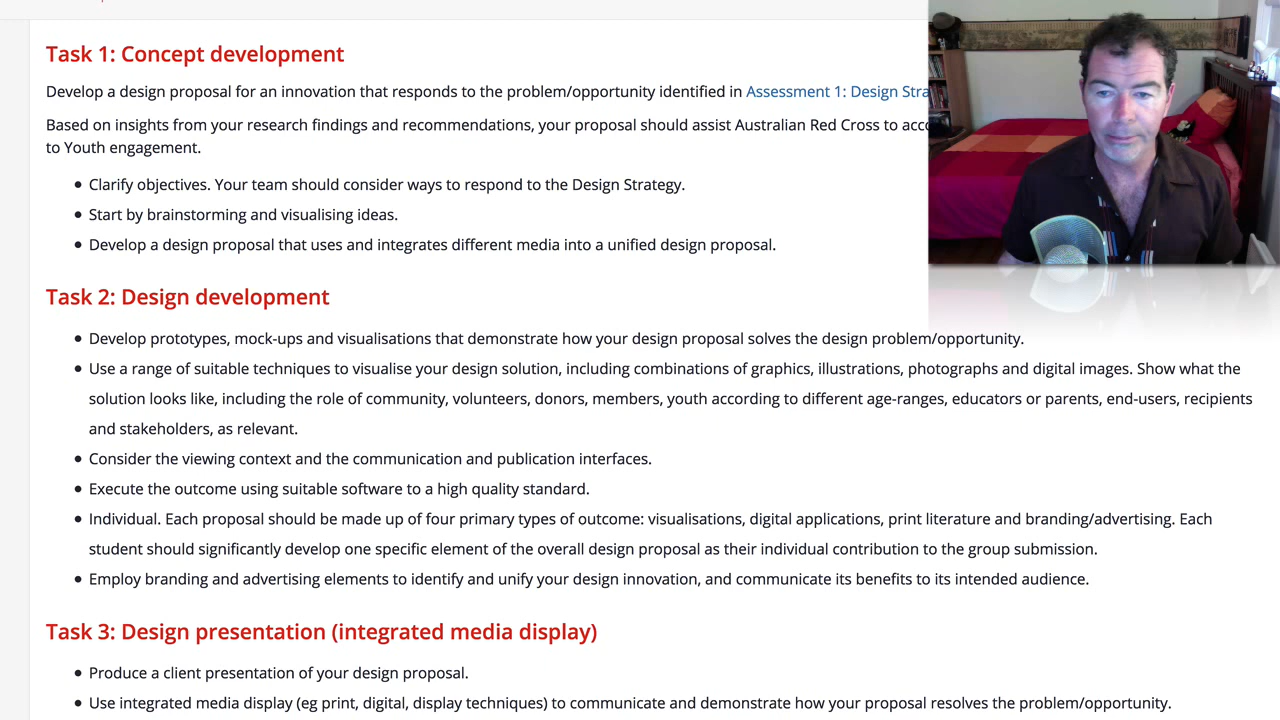 Task 1: Concept development
Develop a design proposal for an innovation that responds to the problem/opportunity identified in Assessment 1: Design
Based on insights from your research findings and recommendations, your proposal should assist Australian Red Cross to
to Youth engagement.
• Clarify objectives. Your team should consider ways to respond to the Design Strategy.
• Start by brainstorming and visualising ideas.
• Develop a design proposal that uses and integrates different media into a unified design proposal.
Task 2: Design development
• Develop prototypes, mock-ups and visualisations that demonstrate how your design proposal solves the design problem/opportunity.
• Use a range of suitable techniques to visualise your design solution, including combinations of graphics, illustrations, photographs and digital images. Show what the
solution looks like, including the role of community, volunteers, donors, members, youth according to different age-ranges, educators or parents, end-users, recipients
and stakeholders, as relevant.
• Consider the viewing context and the communication and publication interfaces.
• Execute the outcome using suitable software to a high quality standard.
• Individual. Each proposal should be made up of four primary types of outcome: visualisations, digital applications, print literature and branding/advertising. Each
student should significantly develop one specific element of the overall design proposal as their individual contribution to the group submission.
• Employ branding and advertising elements to identify and unify your design innovation, and communicate its benefits to its intended audience.
Task 3: Design presentation (integrated media display)
• Produce a client presentation of your design proposal.
• Use integrated media display (eg print, digital, display techniques) to communicate and demonstrate how your proposal resolves the problem/opportunity.